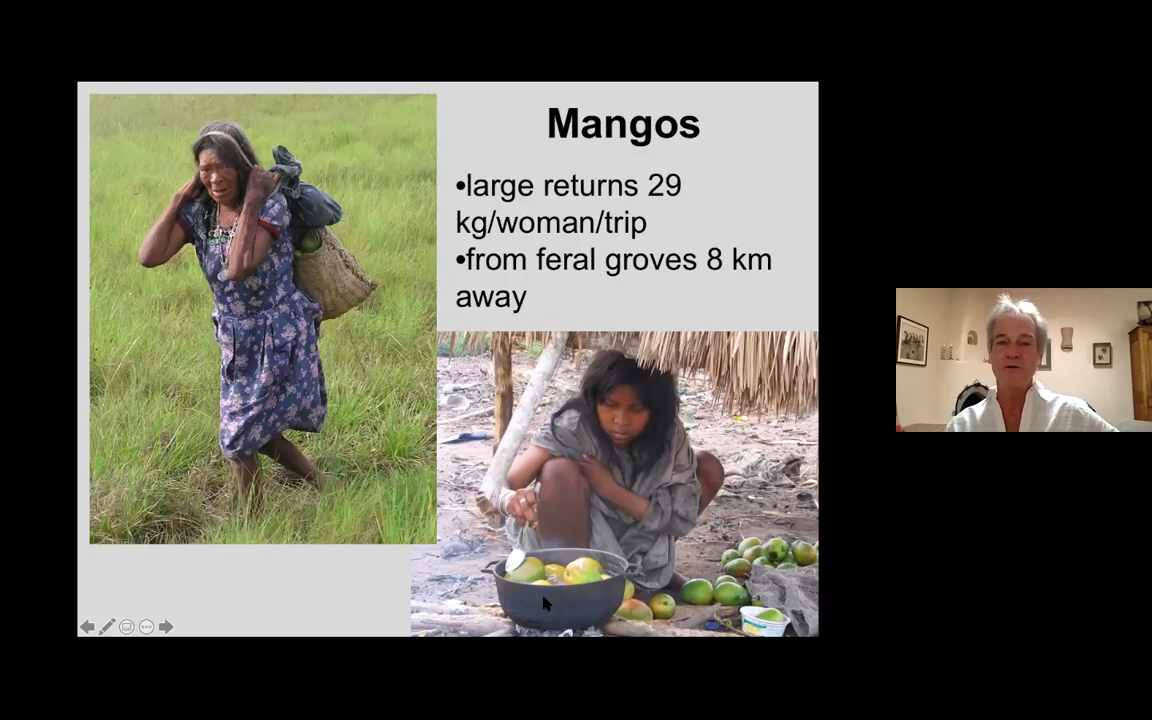 Mangos
•large returns 29
kg/woman/trip
•from feral groves 8 km
away